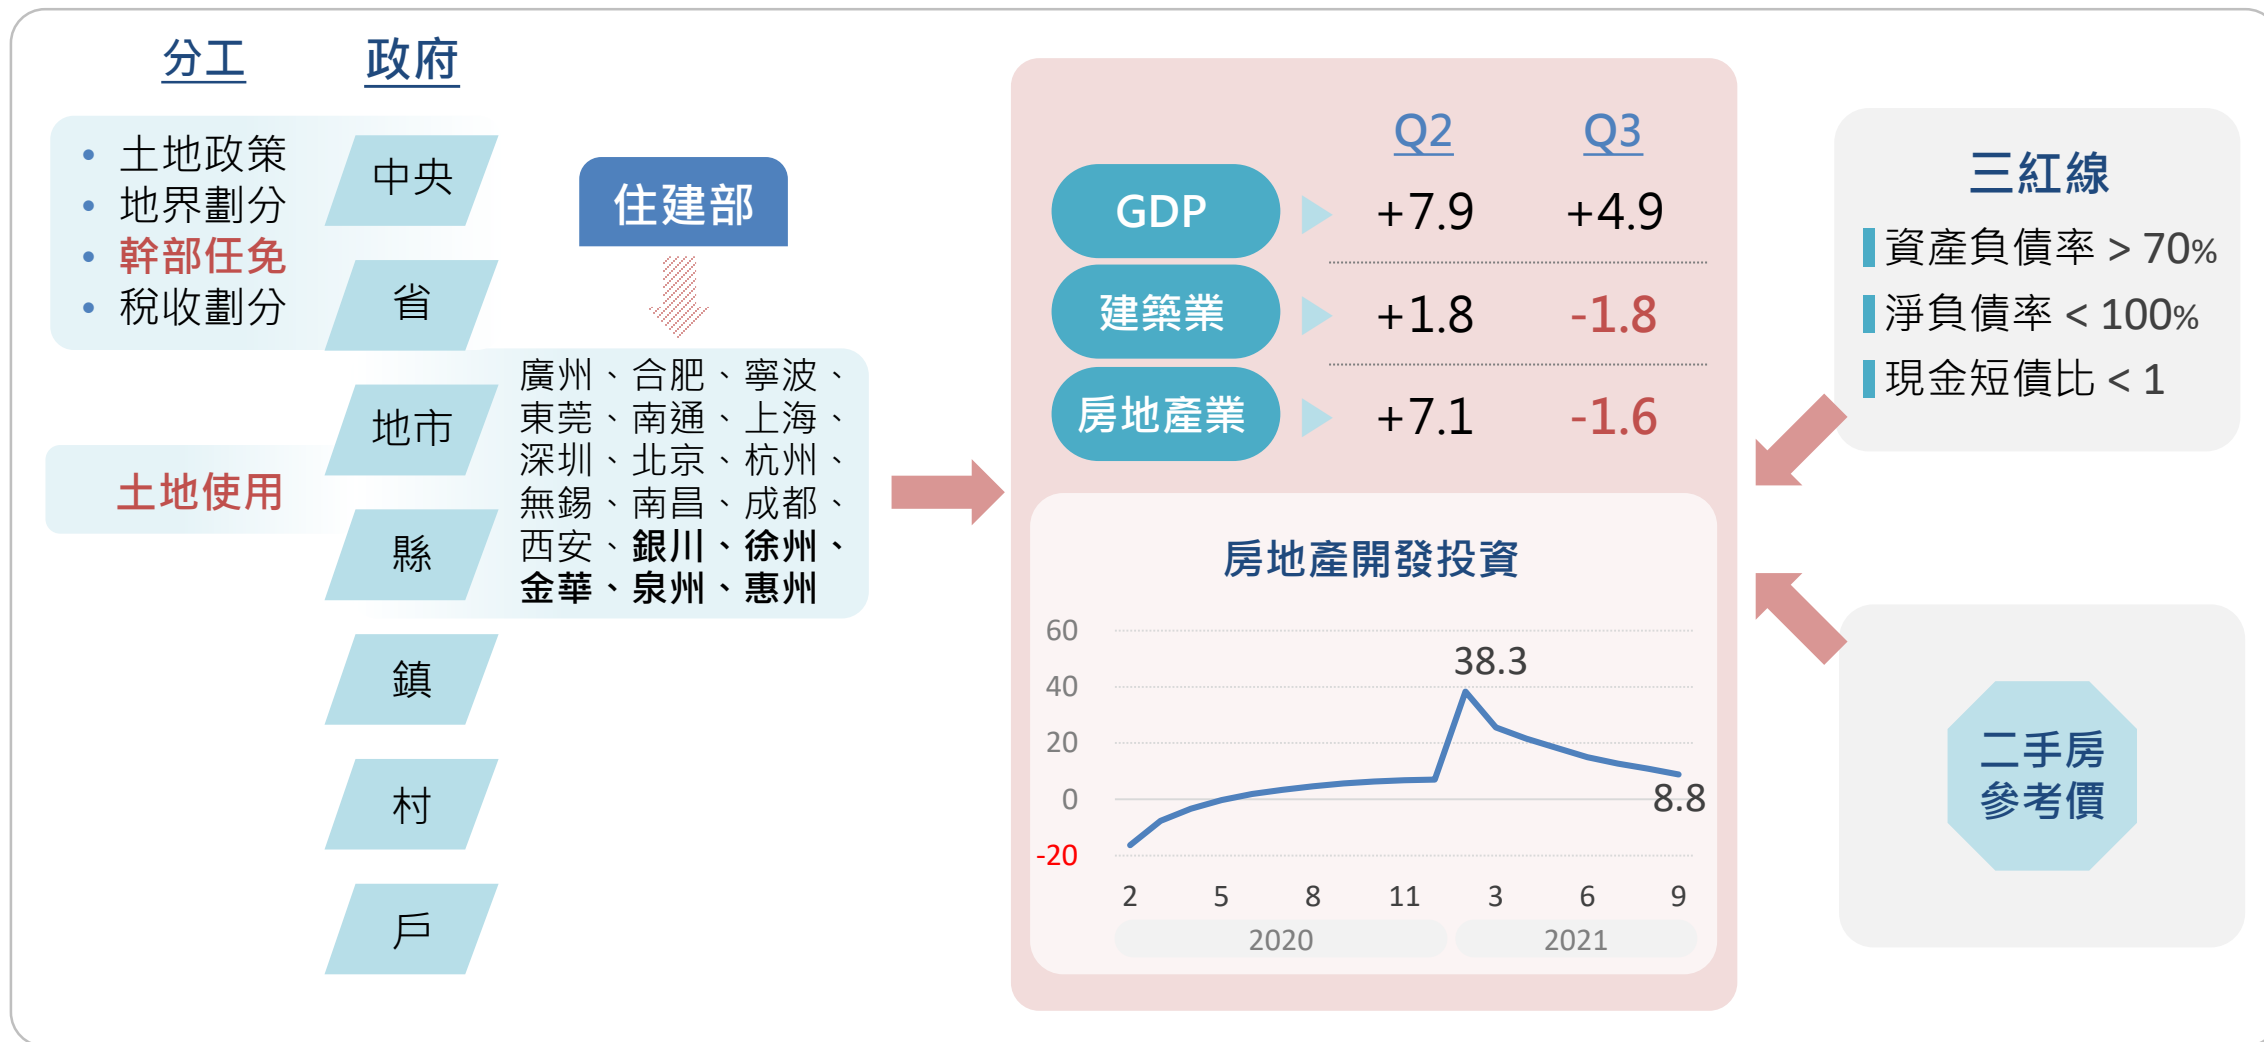 分工
政府
• 土地政策
• 地界劃分
• 幹部任免
• 稅收劃分
土地使用
中央
省
地市
縣
鎮
村
戶
住建部
廣州、合肥、寧波、
東莞、南通、上海、
深圳、北京、杭州、
無錫、南昌、成都、
西安、銀川、徐州、
金華、泉州、惠州
Q2 Q3
GDP +7.9 +4.9
建築業 +1.8 -1.8
房地產業 +7.1 -1.6
房地產開發投資
60
40
20
0
-20
38.3
8.8
2 5 8 11 3 6 9
2020 2021
三紅線
資產負債率 > 70%
淨負債率 < 100%
現金短債比 < 1
二手房
參考價